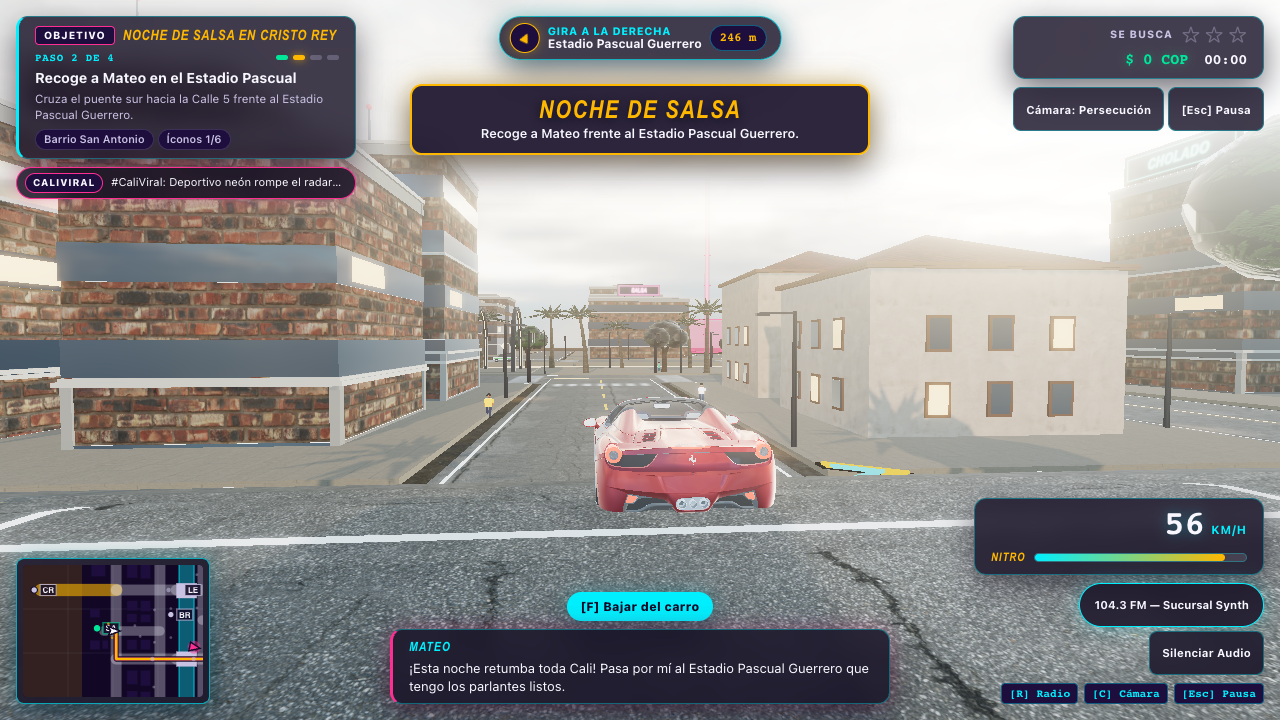 OBJETIVO NOCHE DE SALSA EN CRISTO REY
PASO 2 DE 4
Recoge a Mateo en el Estadio Pascual
Cruza el puente sur hacia la Calle 5 frente al Estadio
Pascual Guerrero.
Barrio San Antonio Íconos 1/6
CALIVIRAL #CaliViral: Deportivo neón rompe el radar...
GIRA A LA DERECHA
Estadio Pascual Guerrero 246 m
NOCHE DE SALSA
Recoge a Mateo frente al Estadio Pascual Guerrero.
SE BUSCA
$ 0 COP 00:00
Cámara: Persecución [Esc] Pausa
CHOLADO
SALSA
56 KM/H
NITRO
104.3 FM — Sucursal Synth
Silenciar Audio
[R] Radio [C] Cámara [Esc] Pausa
[F] Bajar del carro
MATEO
¡Esta noche retumba toda Cali! Pasa por mí al Estadio Pascual Guerrero que
tengo los parlantes listos.
CR LE
BR